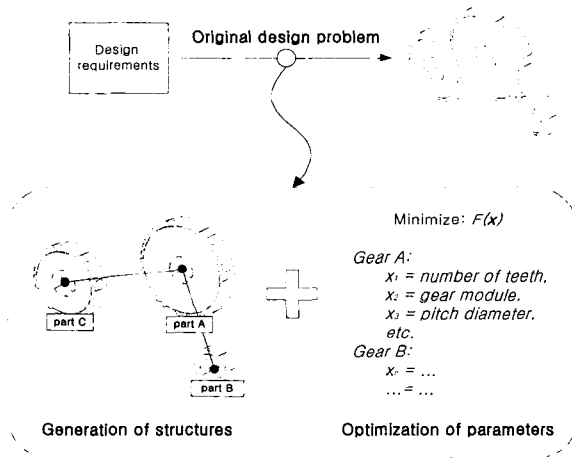 Design
requirements
Original design problem
Minimize: F(x)
Gear A:
x₁ = number of teeth,
x₂ = gear module,
x₃ = pitch diameter,
etc.
Gear B:
= ...
... = ...
part C
part A
part B
Generation of structures
Optimization of parameters